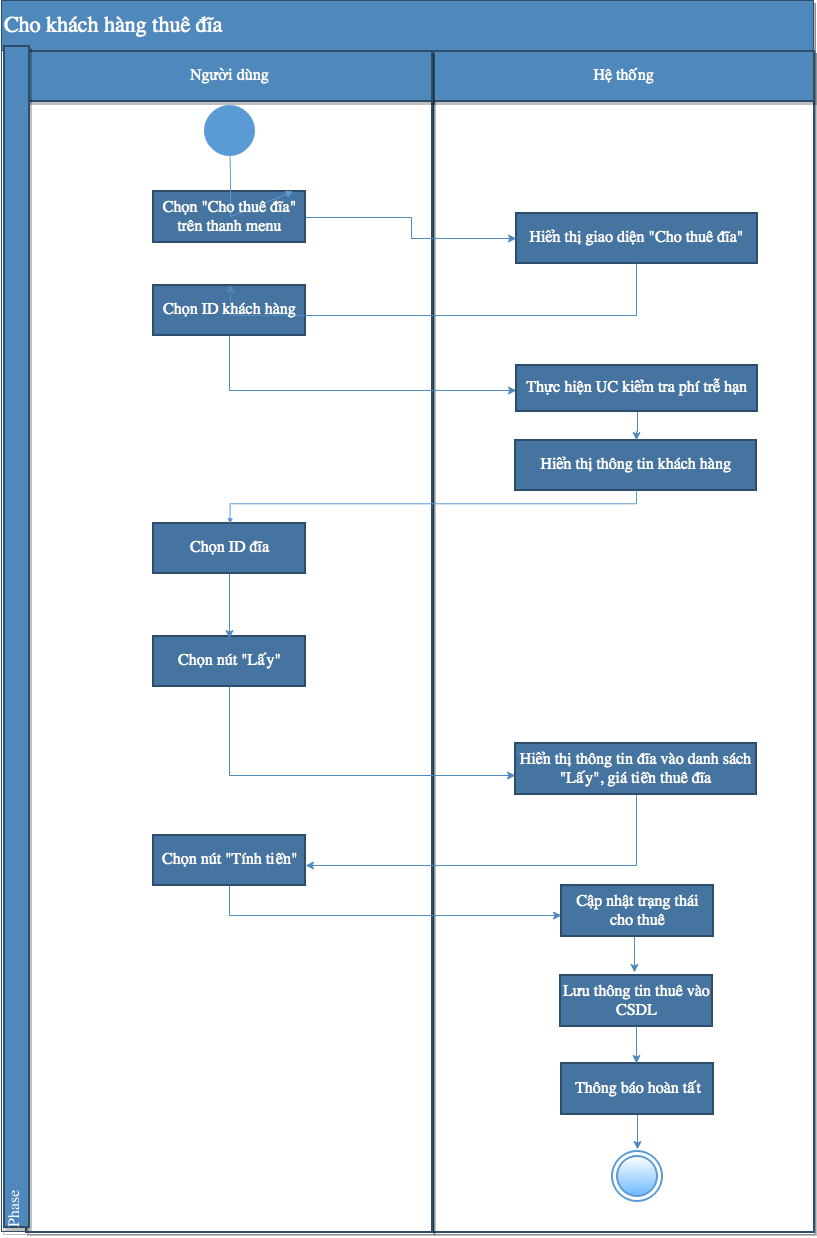 Cho khách hàng thuê đĩa
Người dùng
Hệ thống
Chọn "Cho thuê đĩa"
trên thanh menu
Hiển thị giao diện "Cho thuê đĩa"
Chọn ID khách hàng
Thực hiện UC kiểm tra phí trễ hạn
Hiển thị thông tin khách hàng
Chọn ID đĩa
Chọn nút "Lấy"
Hiển thị thông tin đĩa vào danh sách
"Lấy", giá tiền thuê đĩa
Chọn nút "Tính tiền"
Cập nhật trạng thái
cho thuê
Lưu thông tin thuê vào
CSDL
Thông báo hoàn tất
Phase